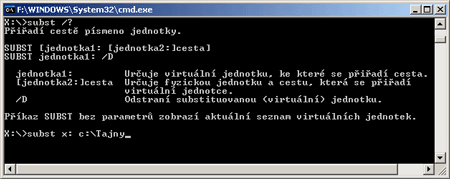 F:\WINDOWS\System32\cmd.exe
X:\>subst /?
Přiřadí cestě písmeno jednotky.
SUBST [jednotka1: [jednotka2:]cesta]
SUBST jednotka1: /D
jednotka1: Určuje virtuální jednotku, ke které se přiřadí cesta.
[jednotka2:]cesta Určuje fyzickou jednotku a cestu, která se přiřadí
virtuální jednotce.
/D Odstraní substituovanou (virtuální) jednotku.
Příkaz SUBST bez parametrů zobrazí aktuální seznam virtuálních jednotek.
X:\>subst x: c:\Tajny_